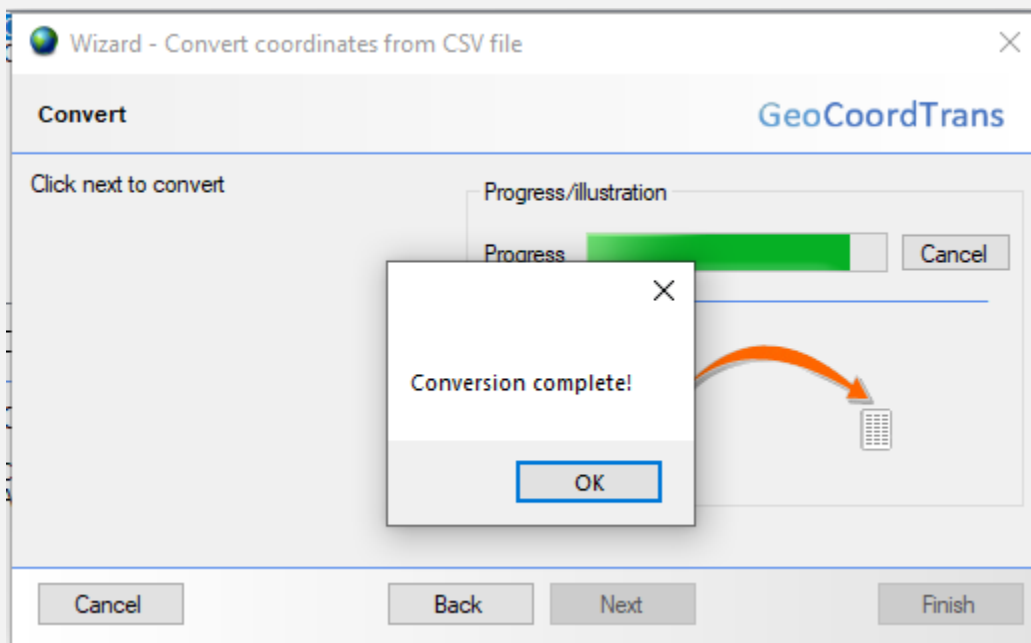 Wizard - Convert coordinates from CSV file
Convert
GeoCoordTrans
Click next to convert
Progress/illustration
Progress
Cancel
Conversion complete!
OK
Cancel
Back
Next
Finish